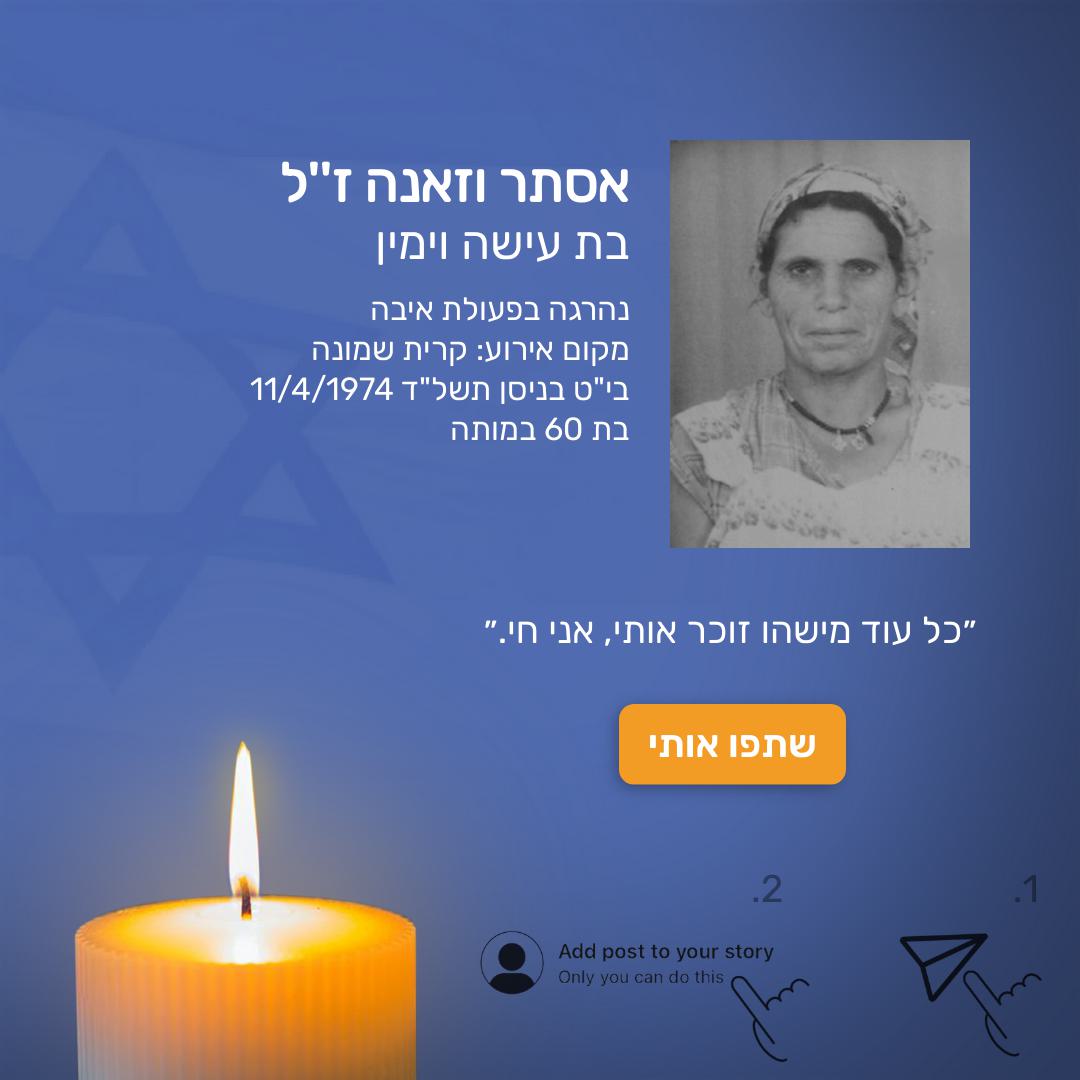 אסתר וזאנה ז"ל
בת עישה וימין
נהרגה בפעולת איבה
מקום אירוע: קרית שמונה
בי"ט בניסן תשל"ד 11/4/1974
בת 60 במותה
״כל עוד מישהו זוכר אותי, אני חי.״
שתפו אותי
.1
.2
Add post to your story
Only you can do this